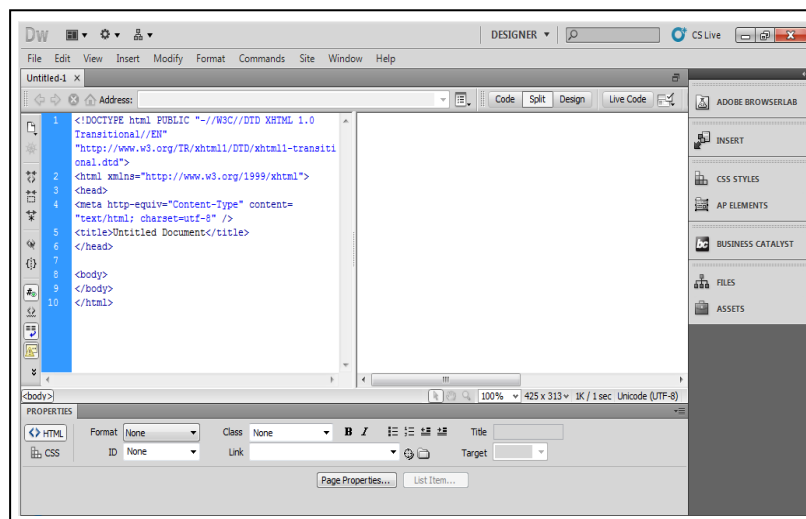 Dw DESIGNER CS Live
File Edit View Insert Modify Format Commands Site Window Help
Untitled-1 ×
Address: Code Split Design Live Code
1 <!DOCTYPE html PUBLIC "-//W3C//DTD XHTML 1.0
Transitional//EN"
"http://www.w3.org/TR/xhtml1/DTD/xhtml1-transiti
onal.dtd">
2 <html xmlns="http://www.w3.org/1999/xhtml">
3 <head>
4 <meta http-equiv="Content-Type" content=
"text/html; charset=utf-8" />
5 <title>Untitled Document</title>
6 </head>
7
8 <body>
9 </body>
10 </html>
ADOBE BROWSERLAB
INSERT
CSS STYLES
AP ELEMENTS
bc BUSINESS CATALYST
FILES
ASSETS
<body> 100% 425 x 313 1K / 1 sec Unicode (UTF-8)
PROPERTIES
<> HTML Format None Class None B I Title
CSS ID None Link Target
Page Properties... List Item...